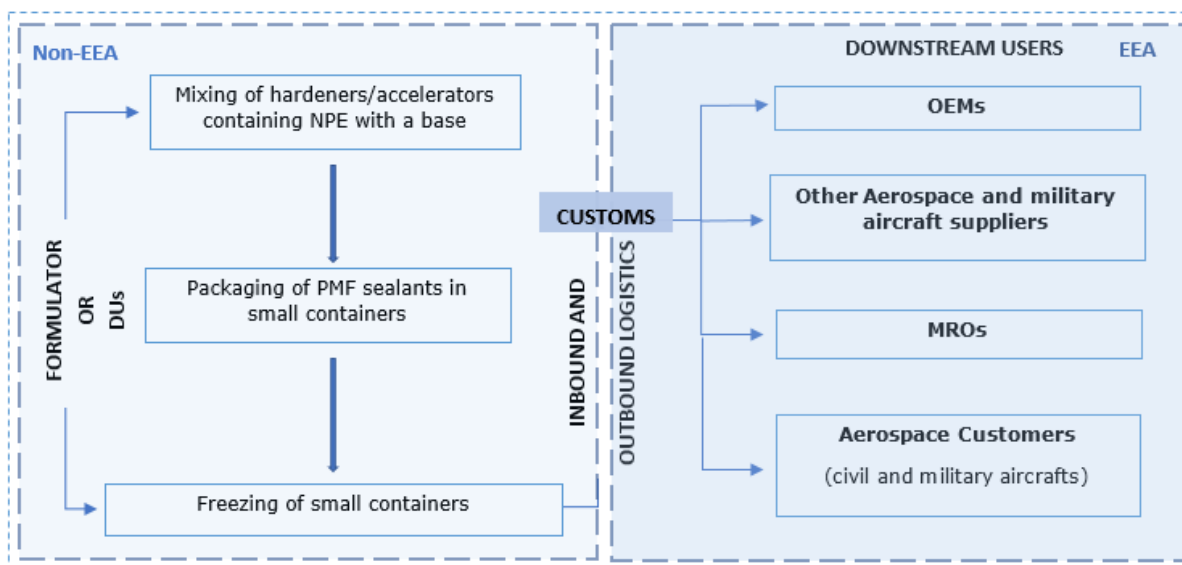 Non-EEA
Mixing of hardeners/accelerators
containing NPE with a base
Packaging of PMF sealants in
small containers
Freezing of small containers
FORMULATOR
OR
DUs
INBOUND AND
OUTBOUND LOGISTICS
CUSTOMS
DOWNSTREAM USERS
EEA
OEMs
Other Aerospace and military
aircraft suppliers
MROs
Aerospace Customers
(civil and military aircrafts)